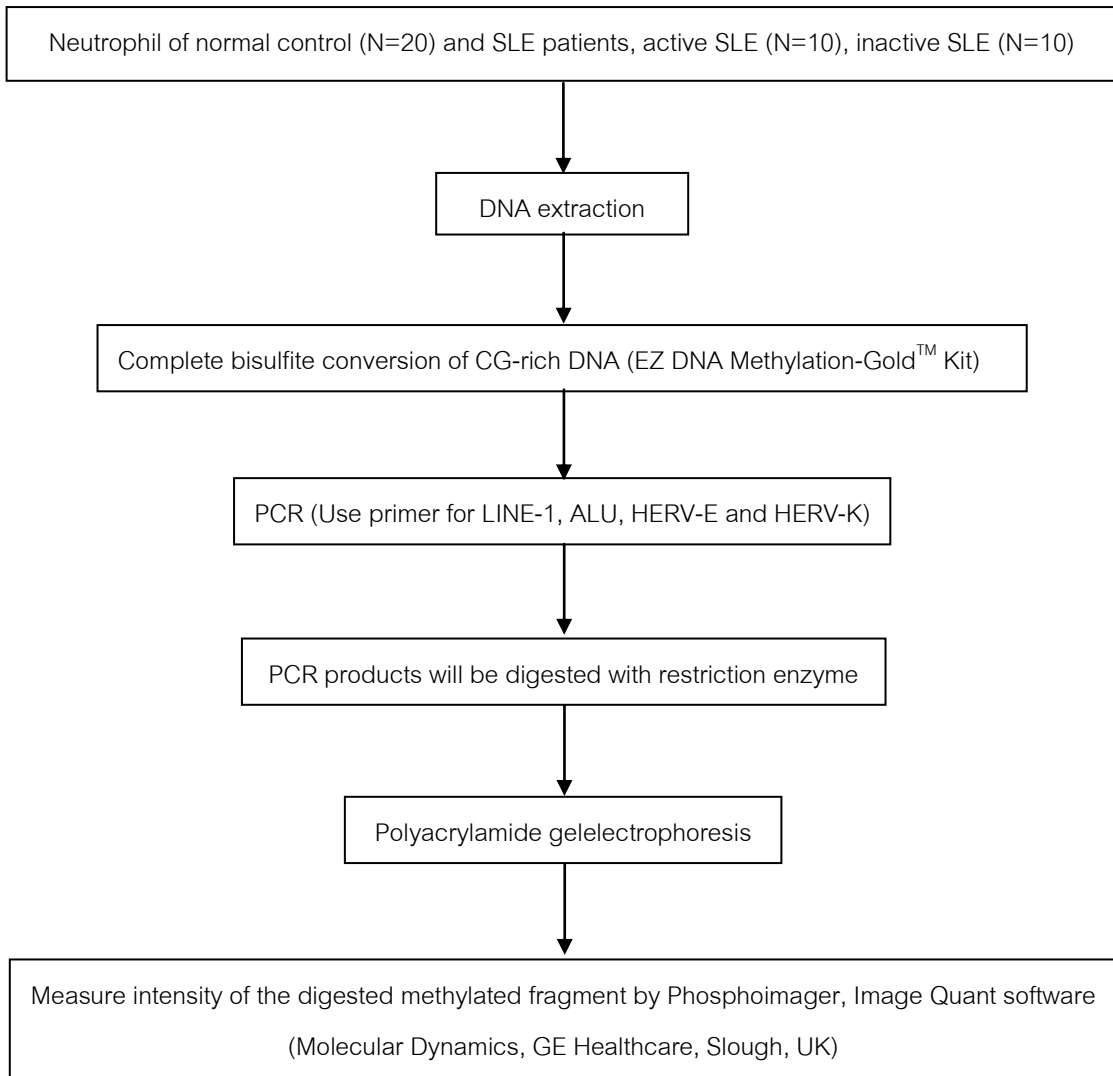 Neutrophil of normal control (N=20) and SLE patients, active SLE (N=10), inactive SLE (N=10)
DNA extraction
Complete bisulfite conversion of CG-rich DNA (EZ DNA Methylation-Gold™ Kit)
PCR (Use primer for LINE-1, ALU, HERV-E and HERV-K)
PCR products will be digested with restriction enzyme
Polyacrylamide gelelectrophoresis
Measure intensity of the digested methylated fragment by Phosphoimager, Image Quant software
(Molecular Dynamics, GE Healthcare, Slough, UK)